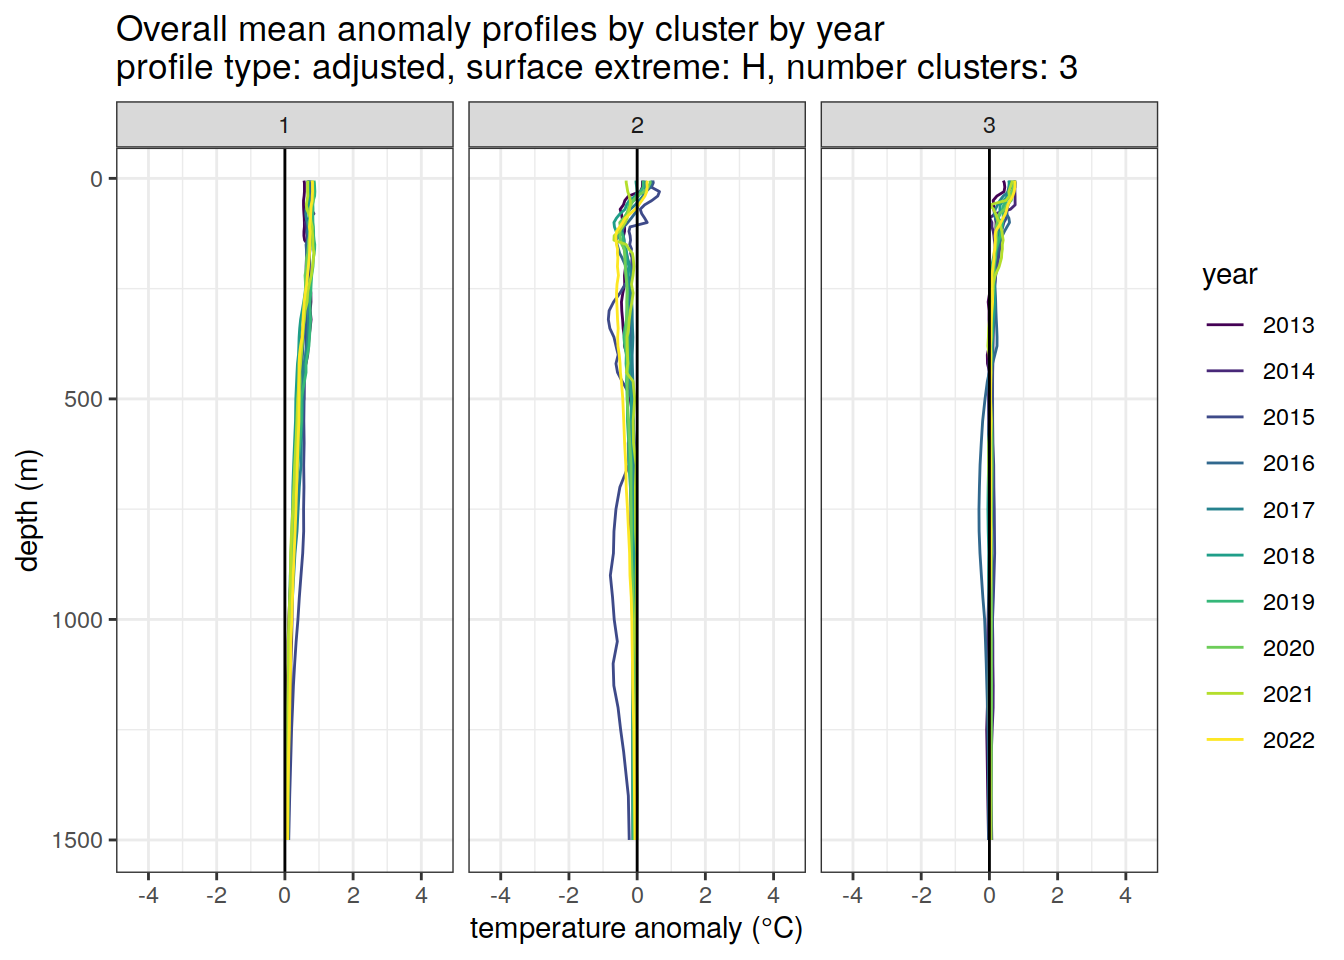 Overall mean anomaly profiles by cluster by year
profile type: adjusted, surface extreme: H, number clusters: 3
1
2
3
0
500
1000
1500
depth (m)
-4 -2 0 2 4
-4 -2 0 2 4
-4 -2 0 2 4
temperature anomaly (°C)
year
2013
2014
2015
2016
2017
2018
2019
2020
2021
2022